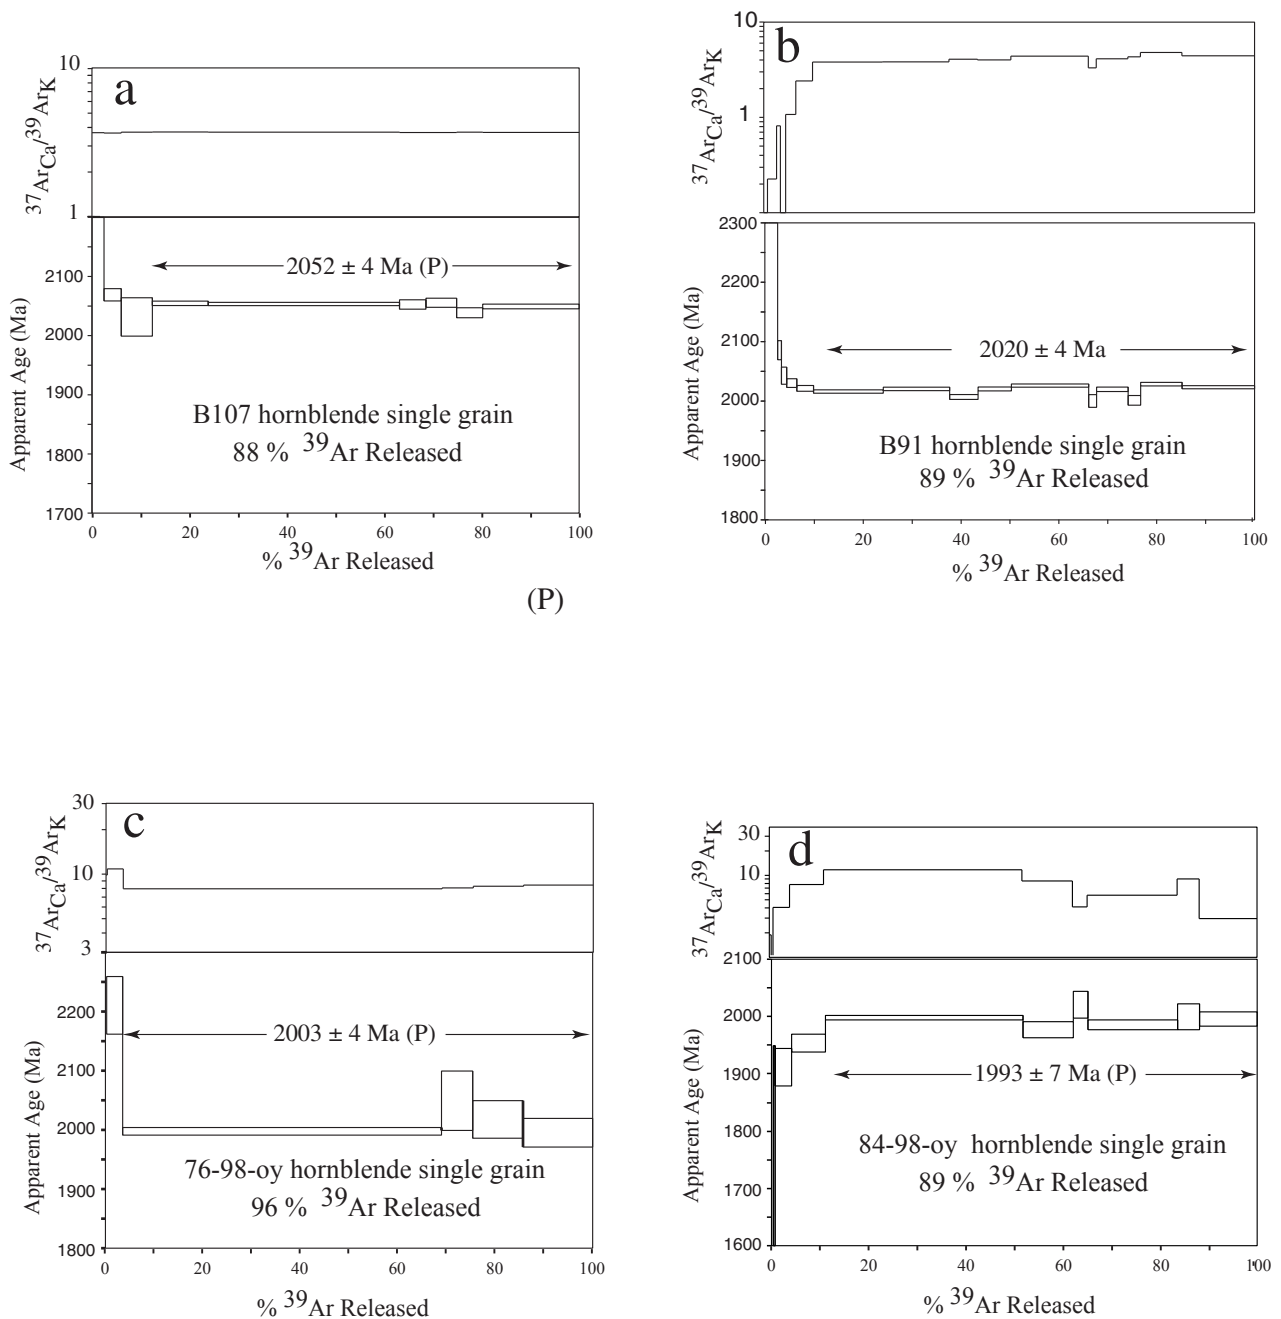 a
10
1
37ArCa/39ArK
2100
2000
1900
1800
1700
Apparent Age (Ma)
2052 ± 4 Ma (P)
B107 hornblende single grain
88 % 39Ar Released
0 20 40 60 80 100
% 39Ar Released
(P)
b
10
1
37ArCa/39ArK
2300
2200
2100
2000
1900
1800
Apparent Age (Ma)
2020 ± 4 Ma
B91 hornblende single grain
89 % 39Ar Released
0 20 40 60 80 100
% 39Ar Released
c
30
10
3
37ArCa/39ArK
2200
2100
2000
1900
1800
Apparent Age (Ma)
2003 ± 4 Ma (P)
76-98-oy hornblende single grain
96 % 39Ar Released
0 20 40 60 80 100
% 39Ar Released
d
30
10
37ArCa/39ArK
2100
2000
1900
1800
1700
1600
Apparent Age (Ma)
1993 ± 7 Ma (P)
84-98-oy hornblende single grain
89 % 39Ar Released
0 20 40 60 80 100
% 39Ar Released